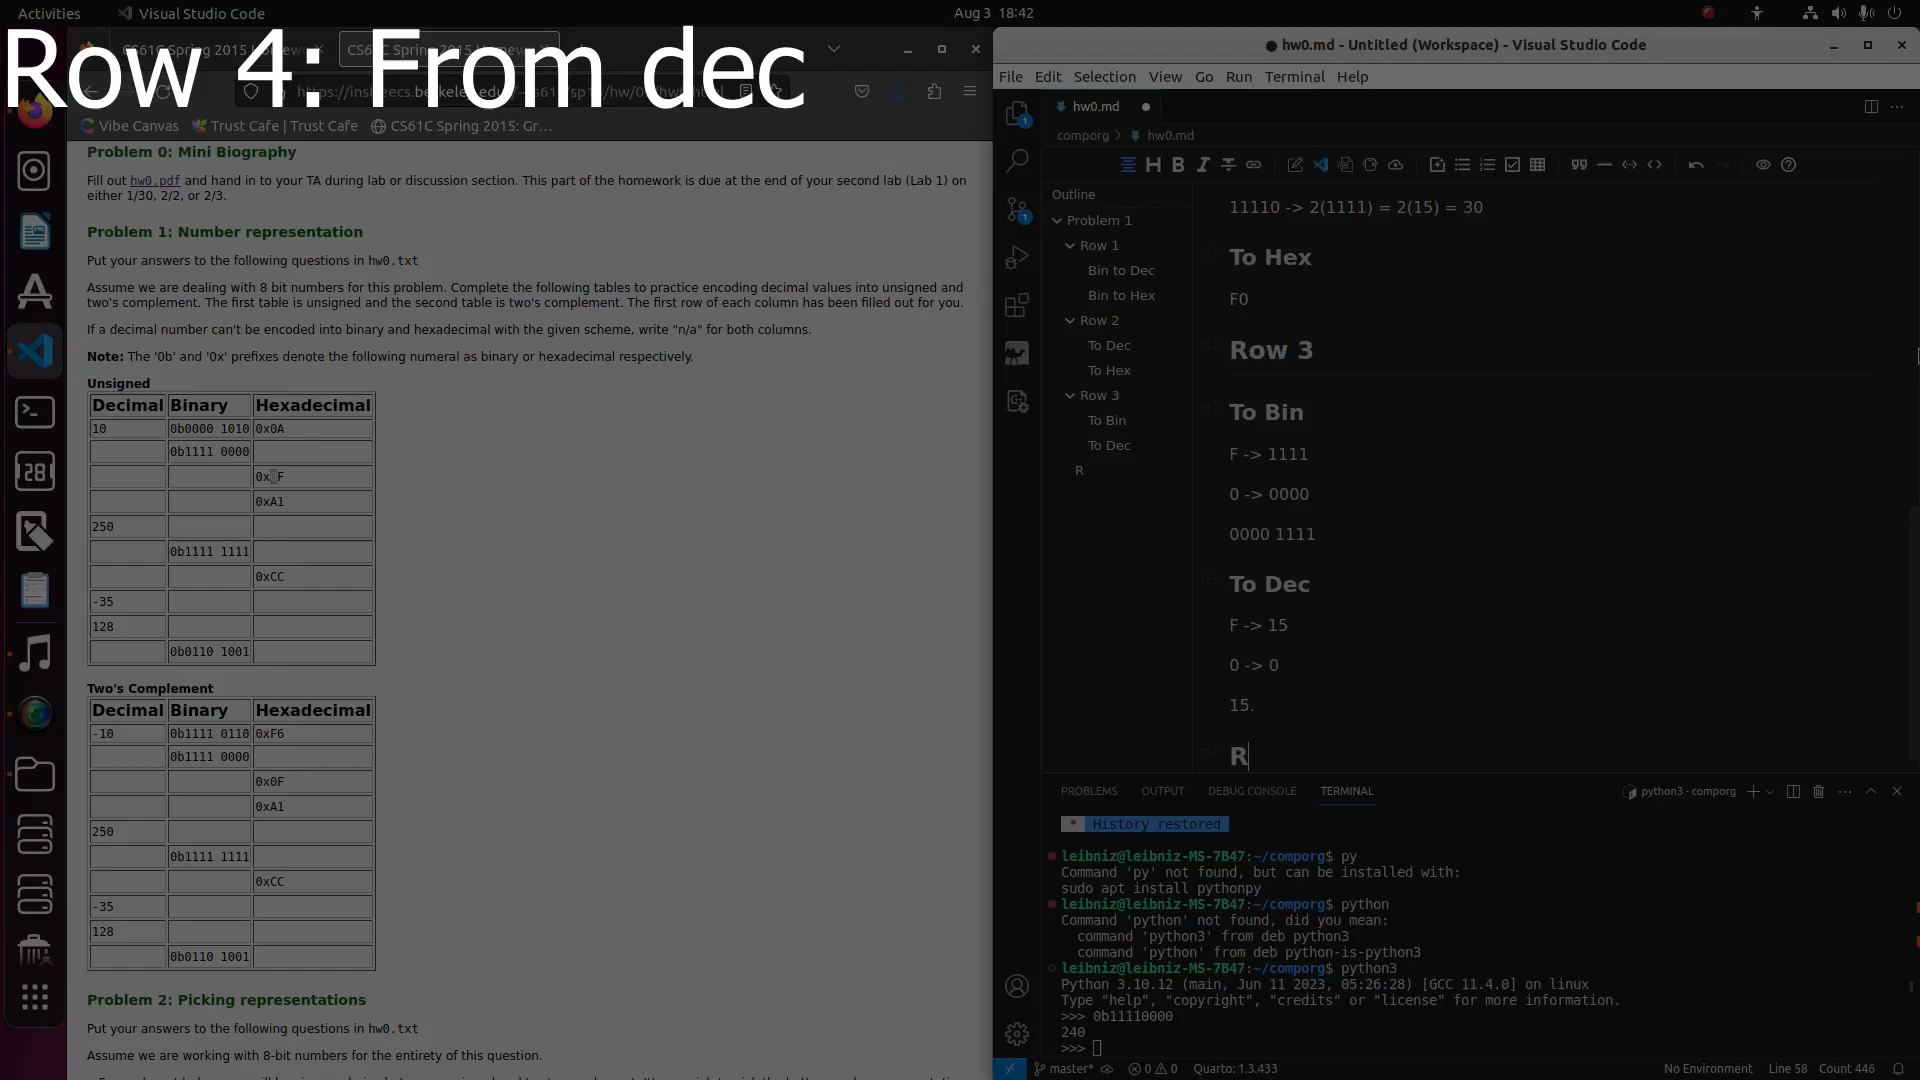 Activities
Visual Studio Code
Aug 3 18:42
Row 4: From dec
Vibe Canvas
Trust Cafe | Trust Cafe
CS61C Spring 2015: Gr…
Problem 0: Mini Biography
Fill out hw0.pdf and hand in to your TA during lab or discussion section. This part of the homework is due at the end of your second lab (Lab 1) on
either 1/30, 2/2, or 2/3.
Problem 1: Number representation
Put your answers to the following questions in hw0.txt
Assume we are dealing with 8 bit numbers for this problem. Complete the following tables to practice encoding decimal values into unsigned and
two's complement. The first table is unsigned and the second table is two's complement. The first row of each column has been filled out for you.
If a decimal number can't be encoded into binary and hexadecimal with the given scheme, write "n/a" for both columns.
Note: The '0b' and '0x' prefixes denote the following numeral as binary or hexadecimal respectively.
Unsigned
Decimal Binary Hexadecimal
10 0b0000 1010 0x0A
0b1111 0000
0x0F
0xA1
250
0b1111 1111
0xCC
-35
128
0b0110 1001
Two's Complement
Decimal Binary Hexadecimal
-10 0b1111 0110 0xF6
0b1111 0000
0x0F
0xA1
250
0b1111 1111
0xCC
-35
128
0b0110 1001
Problem 2: Picking representations
Put your answers to the following questions in hw0.txt
Assume we are working with 8-bit numbers for the entirety of this question.
hw0.md - Untitled (Workspace) - Visual Studio Code
File Edit Selection View Go Run Terminal Help
hw0.md
comporg > hw0.md
Outline
Problem 1
Row 1
Bin to Dec
Bin to Hex
Row 2
To Dec
To Hex
Row 3
To Bin
To Dec
R
11110 -> 2(1111) = 2(15) = 30
To Hex
F0
Row 3
To Bin
F -> 1111
0 -> 0000
0000 1111
To Dec
F -> 15
0 -> 0
15.
R
PROBLEMS OUTPUT DEBUG CONSOLE TERMINAL
python3 - comporg
* History restored
leibniz@leibniz-MS-7B47:~/comporg$ py
Command 'py' not found, but can be installed with:
sudo apt install pythonpy
leibniz@leibniz-MS-7B47:~/comporg$ python
Command 'python' not found, did you mean:
command 'python3' from deb python3
command 'python' from deb python-is-python3
leibniz@leibniz-MS-7B47:~/comporg$ python3
Python 3.10.12 (main, Jun 11 2023, 05:26:28) [GCC 11.4.0] on linux
Type "help", "copyright", "credits" or "license" for more information.
>>> 0b11110000
240
>>>
master* 0 0 Quarto: 1.3.433
No Environment Line 58 Count 446